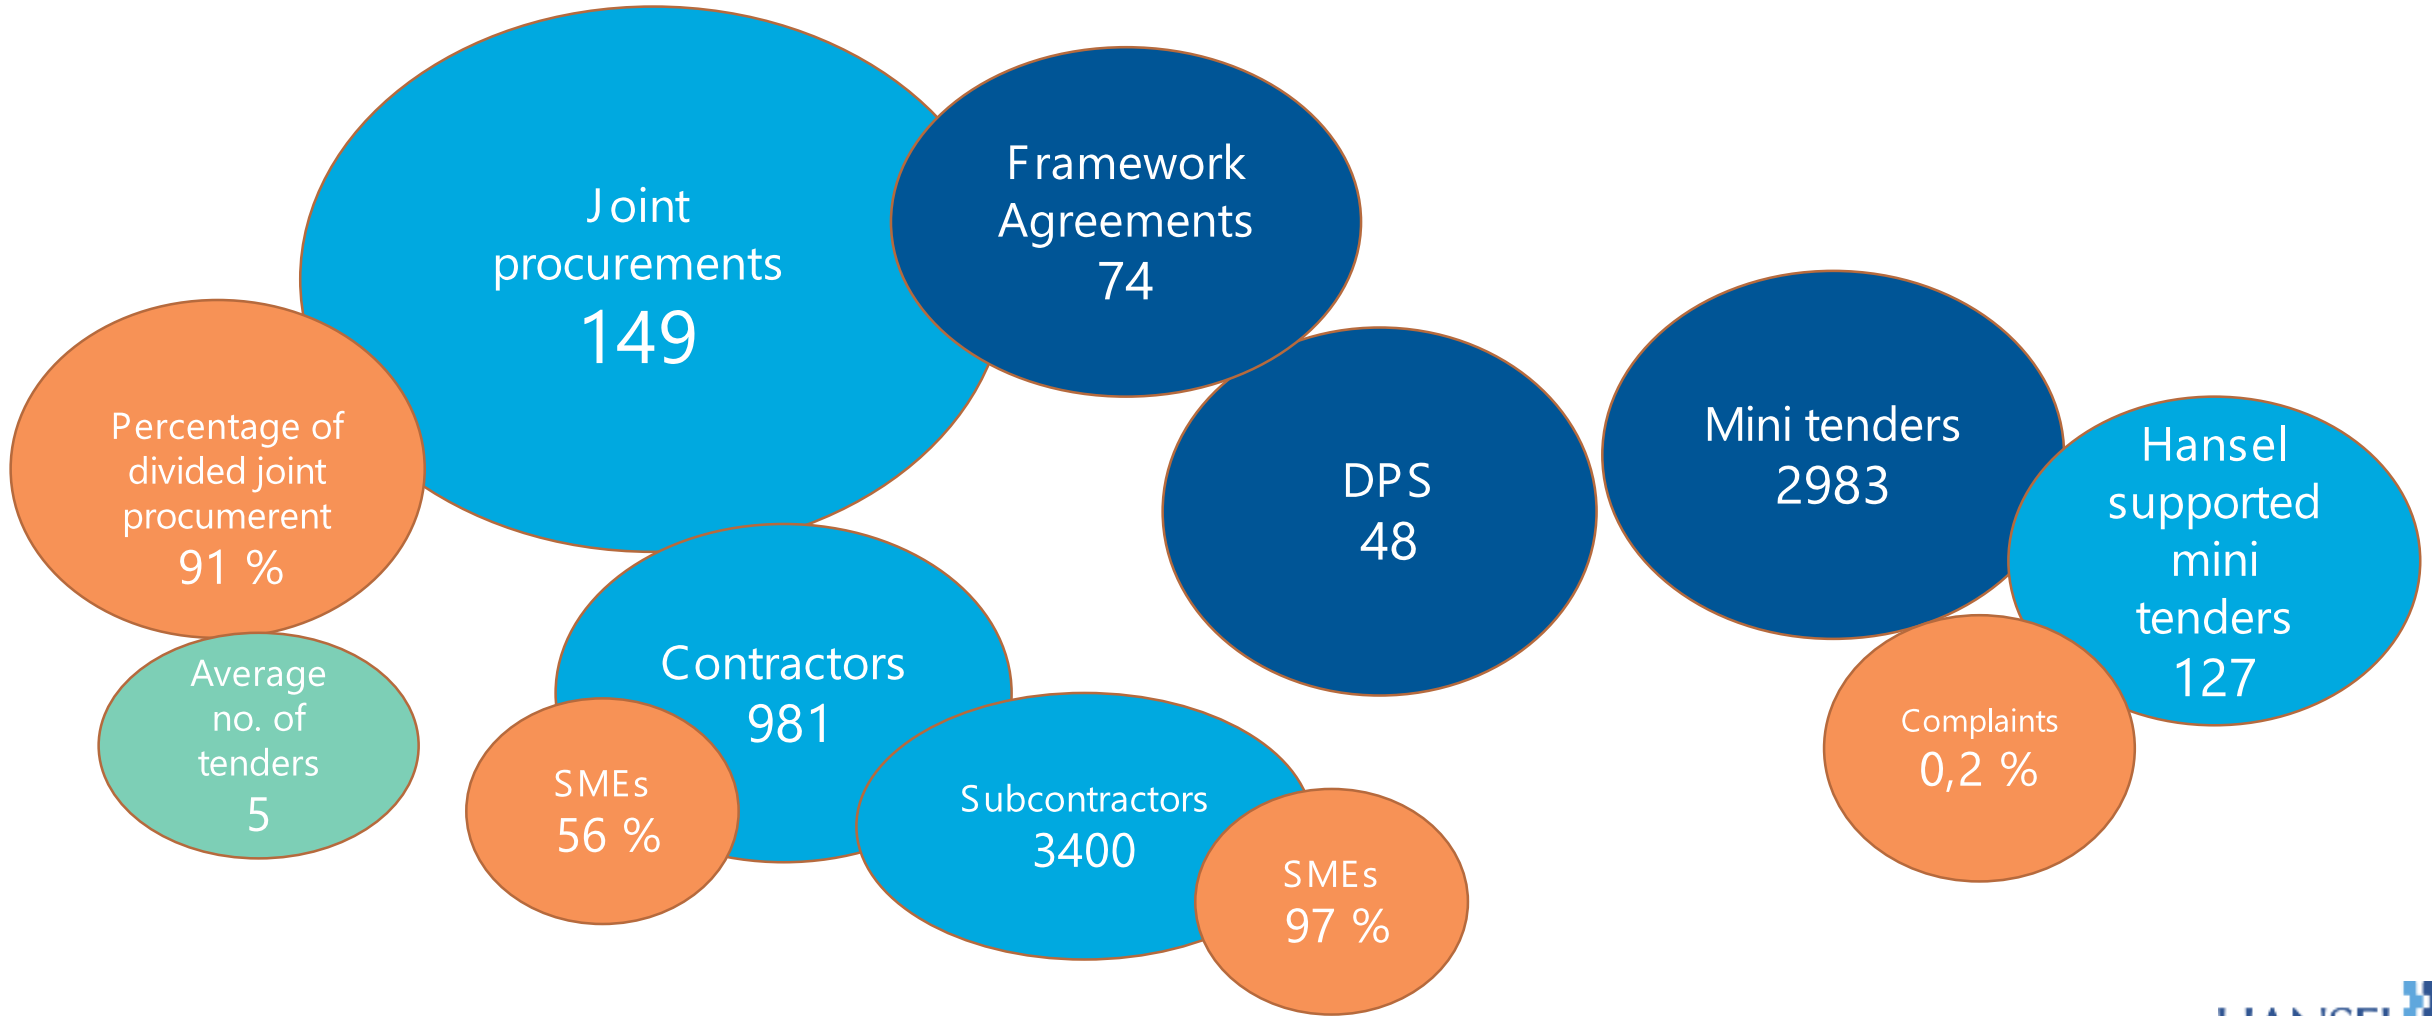 Joint
procurements
149
Framework
Agreements
74
DPS
48
Mini tenders
2983
Hansel
supported
mini
tenders
127
Complaints
0,2 %
Percentage of
divided joint
procumerent
91 %
Average
no. of
tenders
5
Contractors
981
SMEs
56 %
Subcontractors
3400
SMEs
97 %